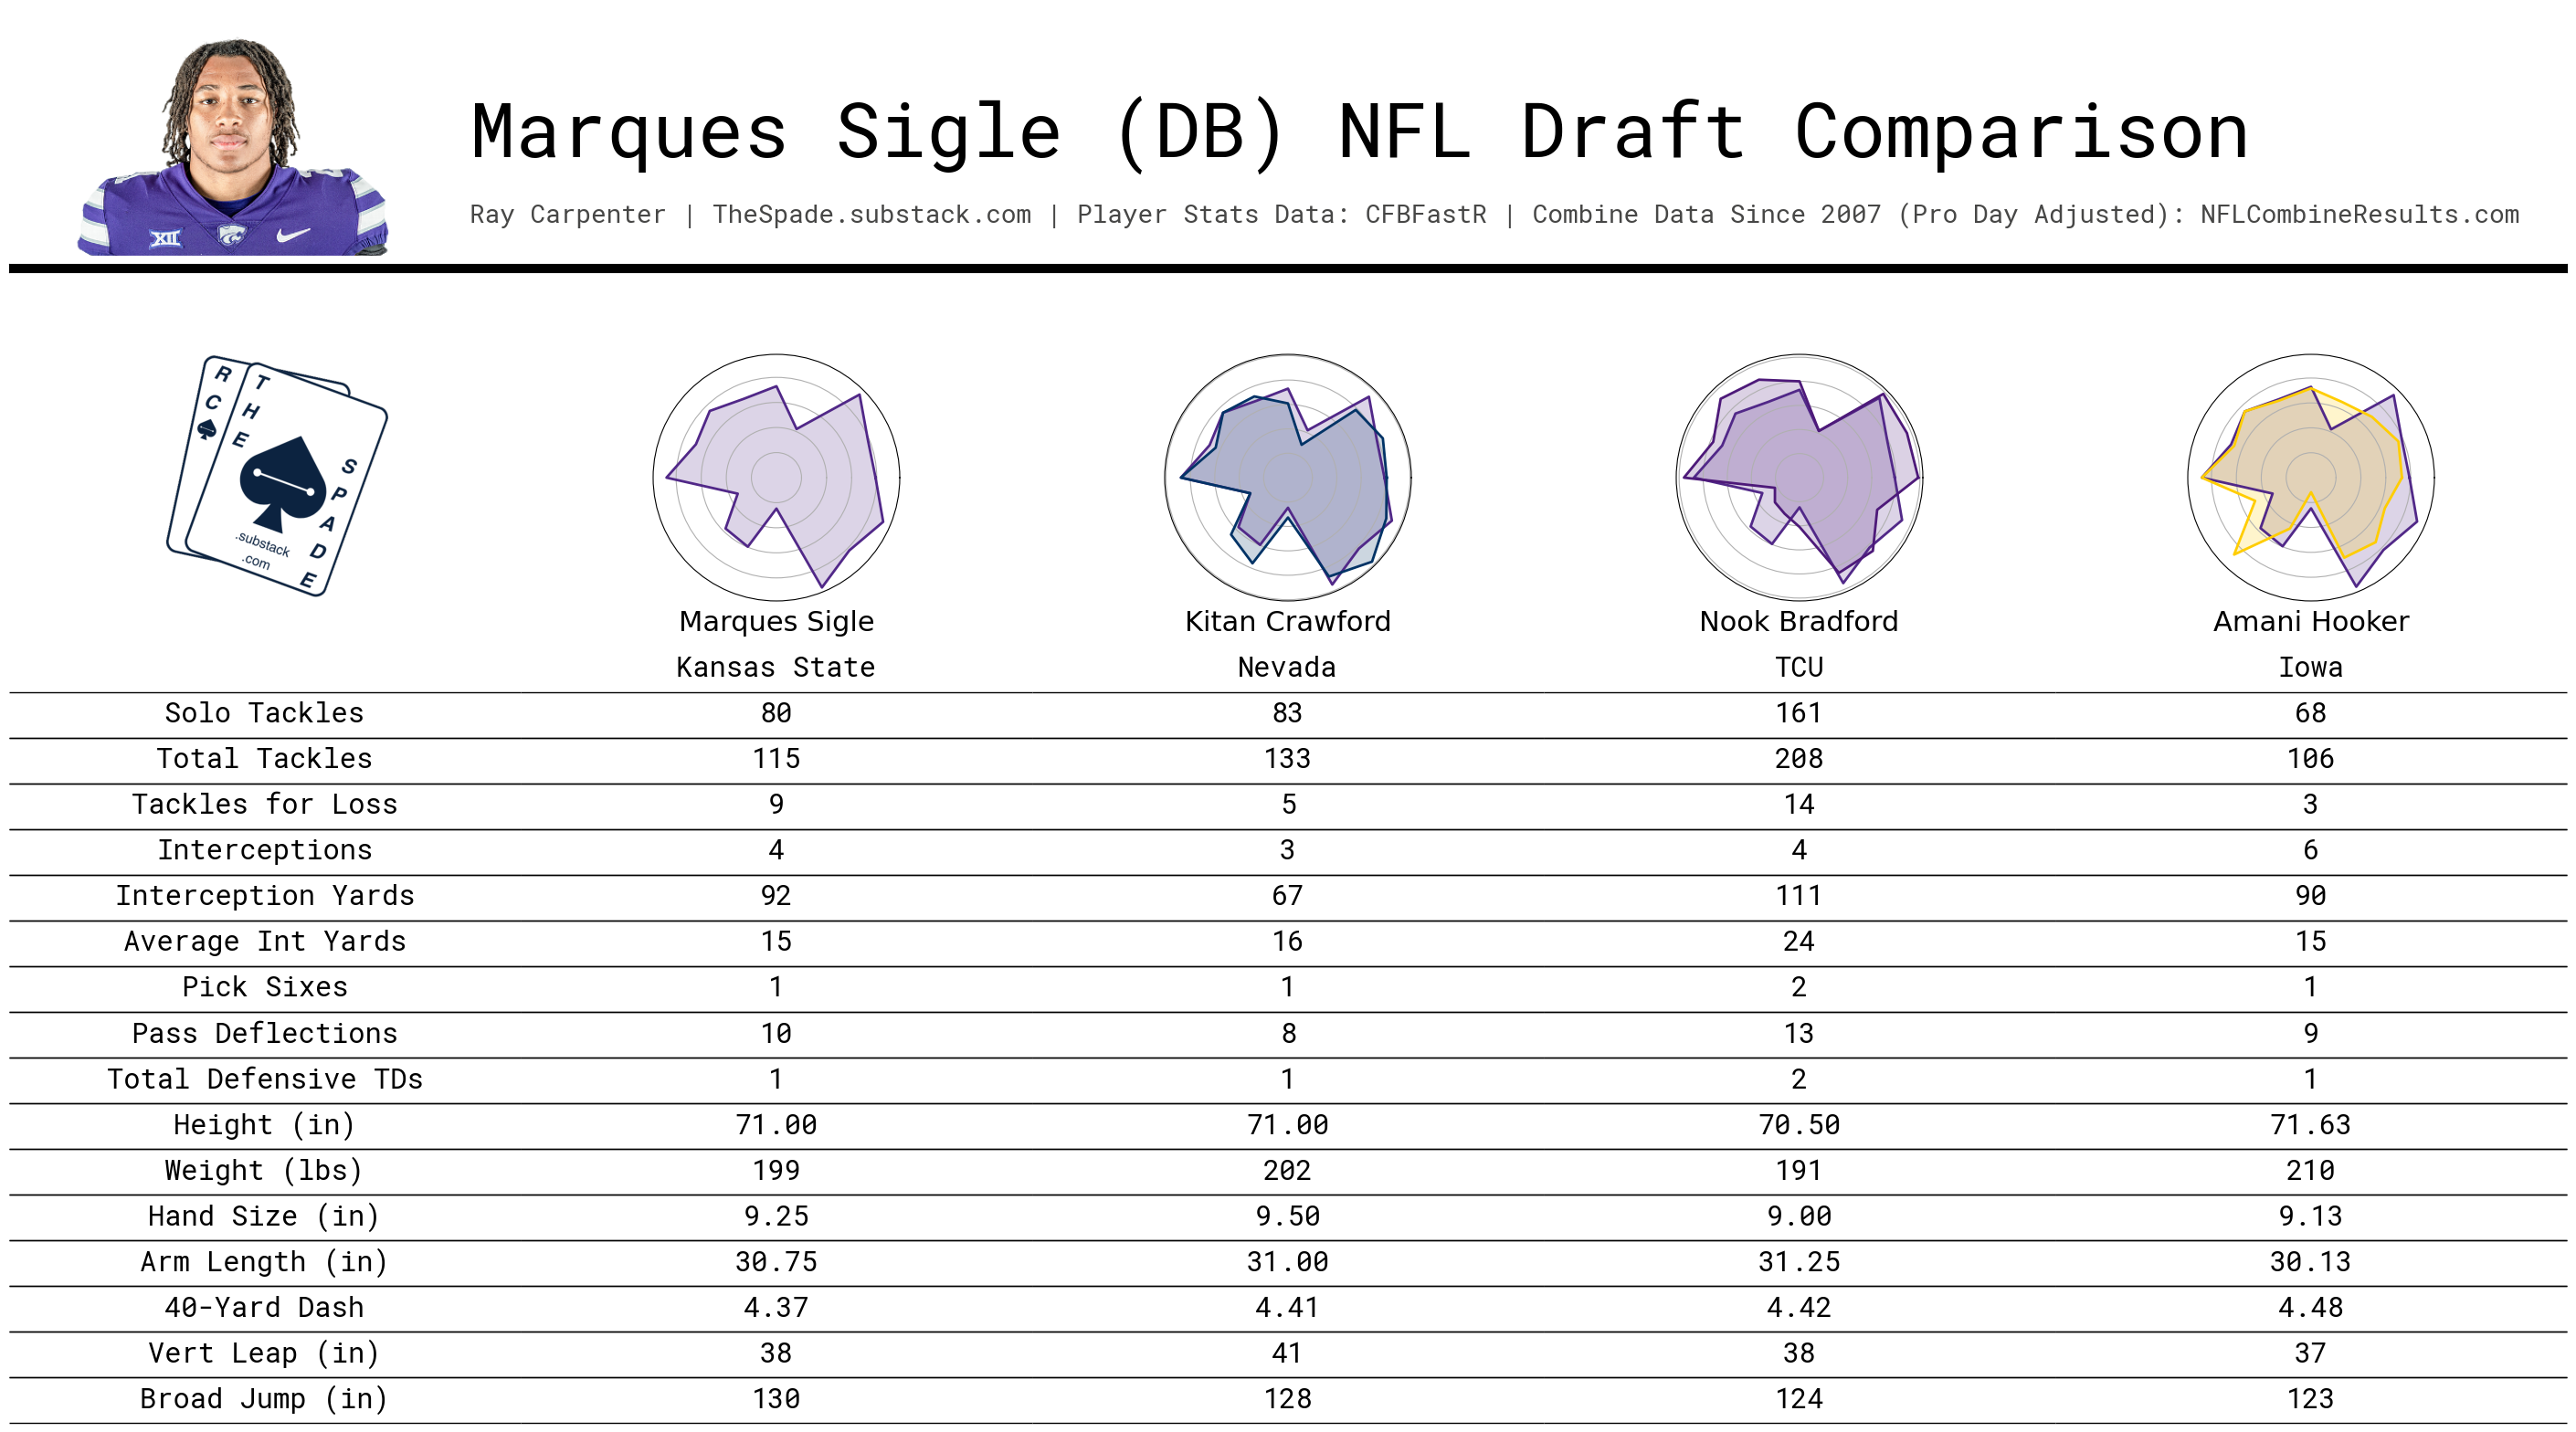 Marques Sigle (DB) NFL Draft Comparison
Ray Carpenter | TheSpade.substack.com | Player Stats Data: CFBFastR | Combine Data Since 2007 (Pro Day Adjusted): NFLCombineResults.com
XII
RC
THE
SPADE
.substack
.com
Marques Sigle Kitan Crawford Nook Bradford Amani Hooker
Kansas State Nevada TCU Iowa
Solo Tackles 80 83 161 68
Total Tackles 115 133 208 106
Tackles for Loss 9 5 14 3
Interceptions 4 3 4 6
Interception Yards 92 67 111 90
Average Int Yards 15 16 24 15
Pick Sixes 1 1 2 1
Pass Deflections 10 8 13 9
Total Defensive TDs 1 1 2 1
Height (in) 71.00 71.00 70.50 71.63
Weight (lbs) 199 202 191 210
Hand Size (in) 9.25 9.50 9.00 9.13
Arm Length (in) 30.75 31.00 31.25 30.13
40-Yard Dash 4.37 4.41 4.42 4.48
Vert Leap (in) 38 41 38 37
Broad Jump (in) 130 128 124 123